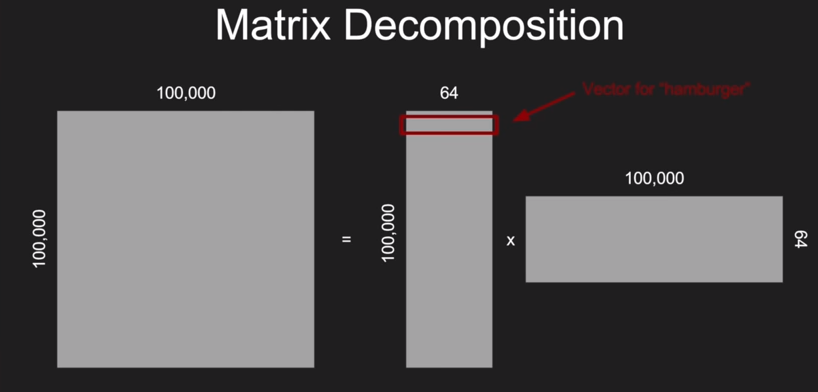 Matrix Decomposition
100,000
64
Vector for "hamburger"
100,000
=
100,000
x
100,000
64